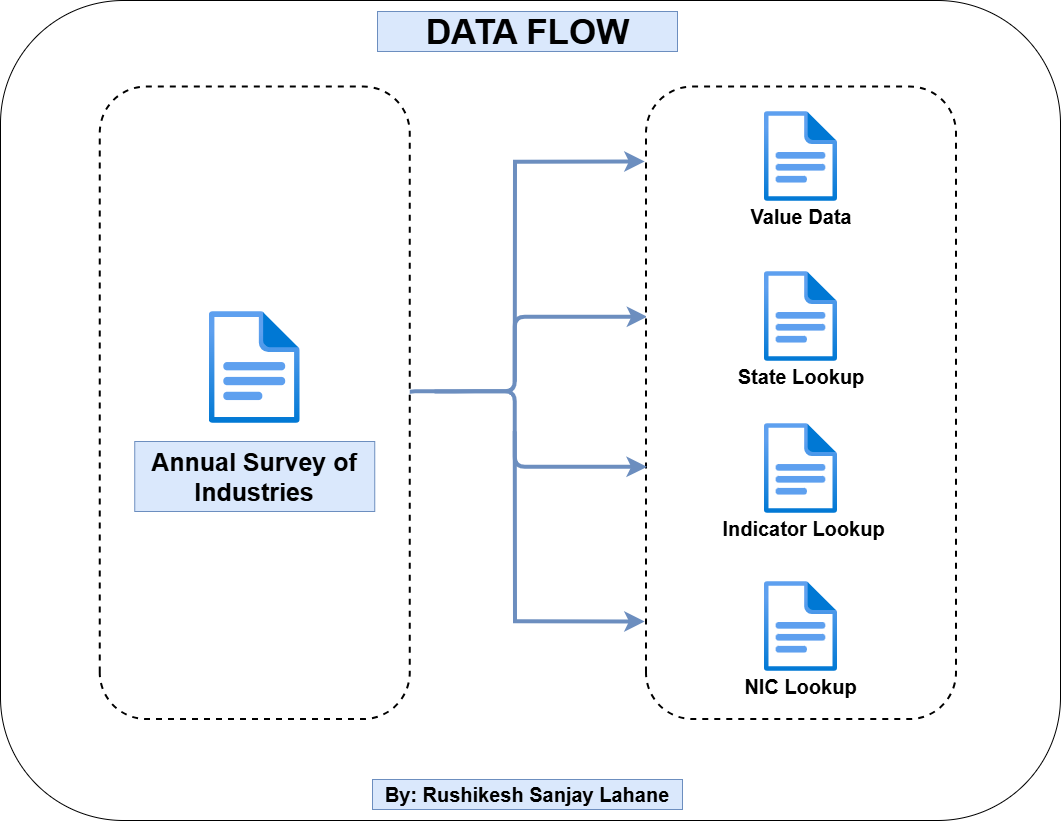 DATA FLOW
Annual Survey of
Industries
Value Data
State Lookup
Indicator Lookup
NIC Lookup
By: Rushikesh Sanjay Lahane